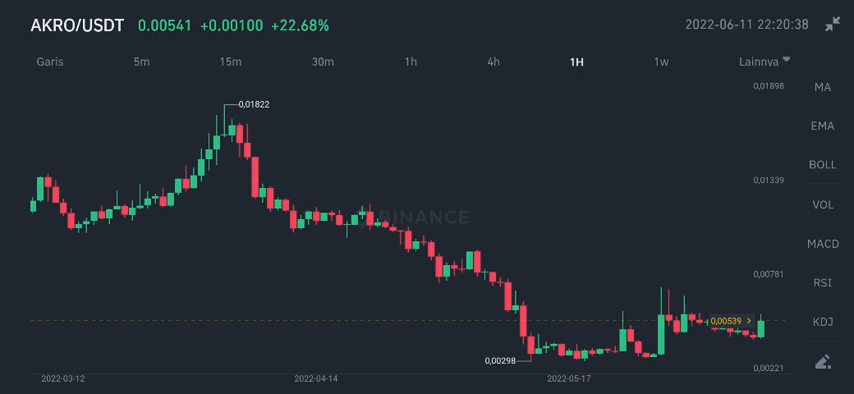 AKRO/USDT 0.00541 +0.00100 +22.68% 2022-06-11 22:20:38
Garis 5m 15m 30m 1h 4h 1H 1w Lainnya
0,01898
MA
0,01822
EMA
BOLL
0,01339
VOL
BINANCE
MACD
0,00781
RSI
0,00539 >
KDJ
0,00298
0,00221
2022-03-12 2022-04-14 2022-05-17